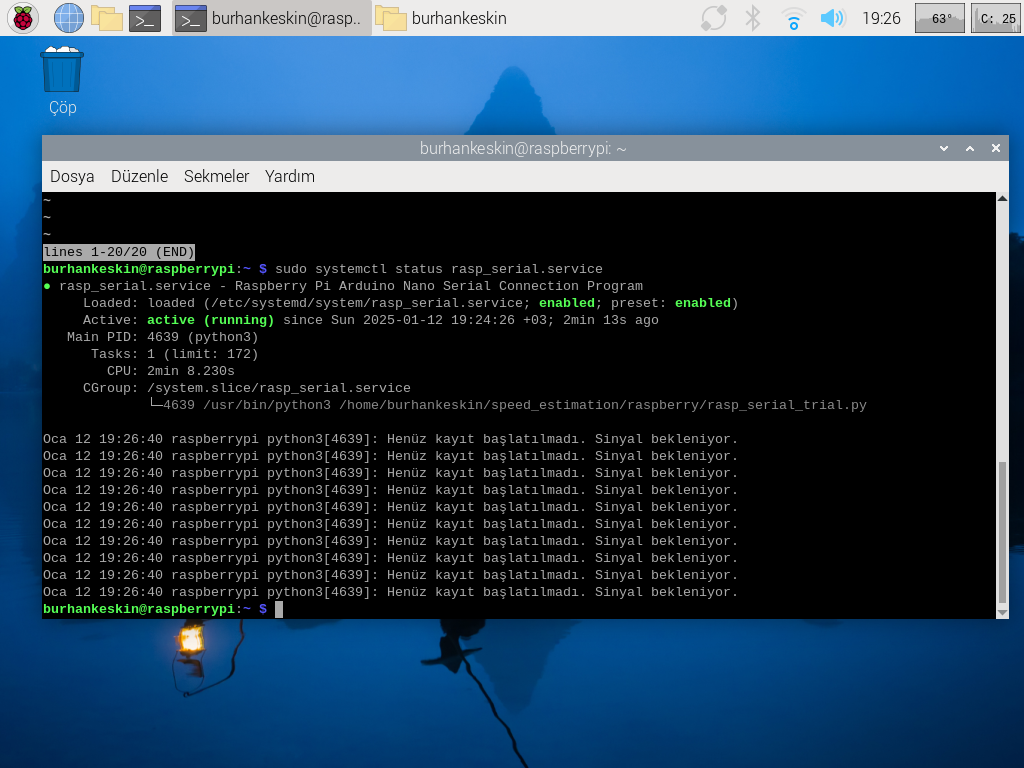 burhankeskin@rasp..
burhankeskin
19:26
63°
C: 25
Çöp
burhankeskin@raspberrypi: ~
Dosya Düzenle Sekmeler Yardım
~
~
~
lines 1-20/20 (END)
burhankeskin@raspberrypi:~ $ sudo systemctl status rasp_serial.service
● rasp_serial.service - Raspberry Pi Arduino Nano Serial Connection Program
Loaded: loaded (/etc/systemd/system/rasp_serial.service; enabled; preset: enabled)
Active: active (running) since Sun 2025-01-12 19:24:26 +03; 2min 13s ago
Main PID: 4639 (python3)
Tasks: 1 (limit: 172)
CPU: 2min 8.230s
CGroup: /system.slice/rasp_serial.service
└─4639 /usr/bin/python3 /home/burhankeskin/speed_estimation/raspberry/rasp_serial_trial.py
Oca 12 19:26:40 raspberrypi python3[4639]: Henüz kayıt başlatılmadı. Sinyal bekleniyor.
Oca 12 19:26:40 raspberrypi python3[4639]: Henüz kayıt başlatılmadı. Sinyal bekleniyor.
Oca 12 19:26:40 raspberrypi python3[4639]: Henüz kayıt başlatılmadı. Sinyal bekleniyor.
Oca 12 19:26:40 raspberrypi python3[4639]: Henüz kayıt başlatılmadı. Sinyal bekleniyor.
Oca 12 19:26:40 raspberrypi python3[4639]: Henüz kayıt başlatılmadı. Sinyal bekleniyor.
Oca 12 19:26:40 raspberrypi python3[4639]: Henüz kayıt başlatılmadı. Sinyal bekleniyor.
Oca 12 19:26:40 raspberrypi python3[4639]: Henüz kayıt başlatılmadı. Sinyal bekleniyor.
Oca 12 19:26:40 raspberrypi python3[4639]: Henüz kayıt başlatılmadı. Sinyal bekleniyor.
Oca 12 19:26:40 raspberrypi python3[4639]: Henüz kayıt başlatılmadı. Sinyal bekleniyor.
Oca 12 19:26:40 raspberrypi python3[4639]: Henüz kayıt başlatılmadı. Sinyal bekleniyor.
burhankeskin@raspberrypi:~ $